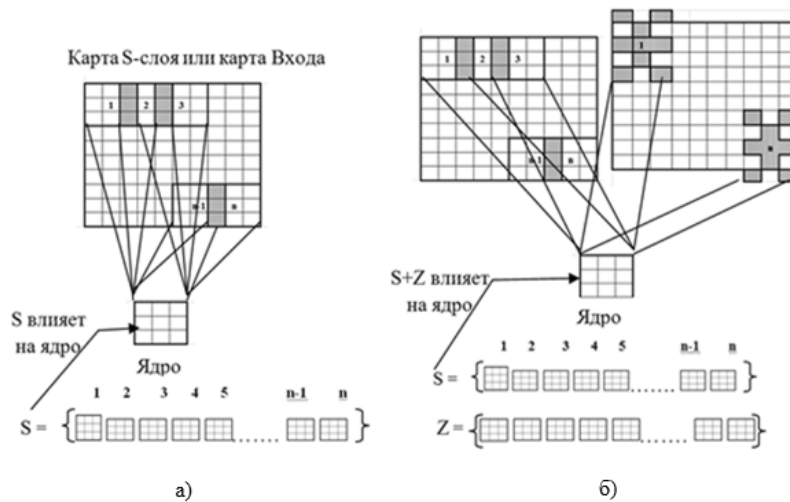 Карта S-слоя или карта Входа
1 2 3
n-1 n
S влияет
на ядро
Ядро
1 2 3 4 5 n-1 n
S = { ....... }
а)
1 2 3
n-1 n
1
n
S+Z влияет
на ядро
Ядро
1 2 3 4 5 n-1 n
S = { ....... }
Z = { ....... }
б)